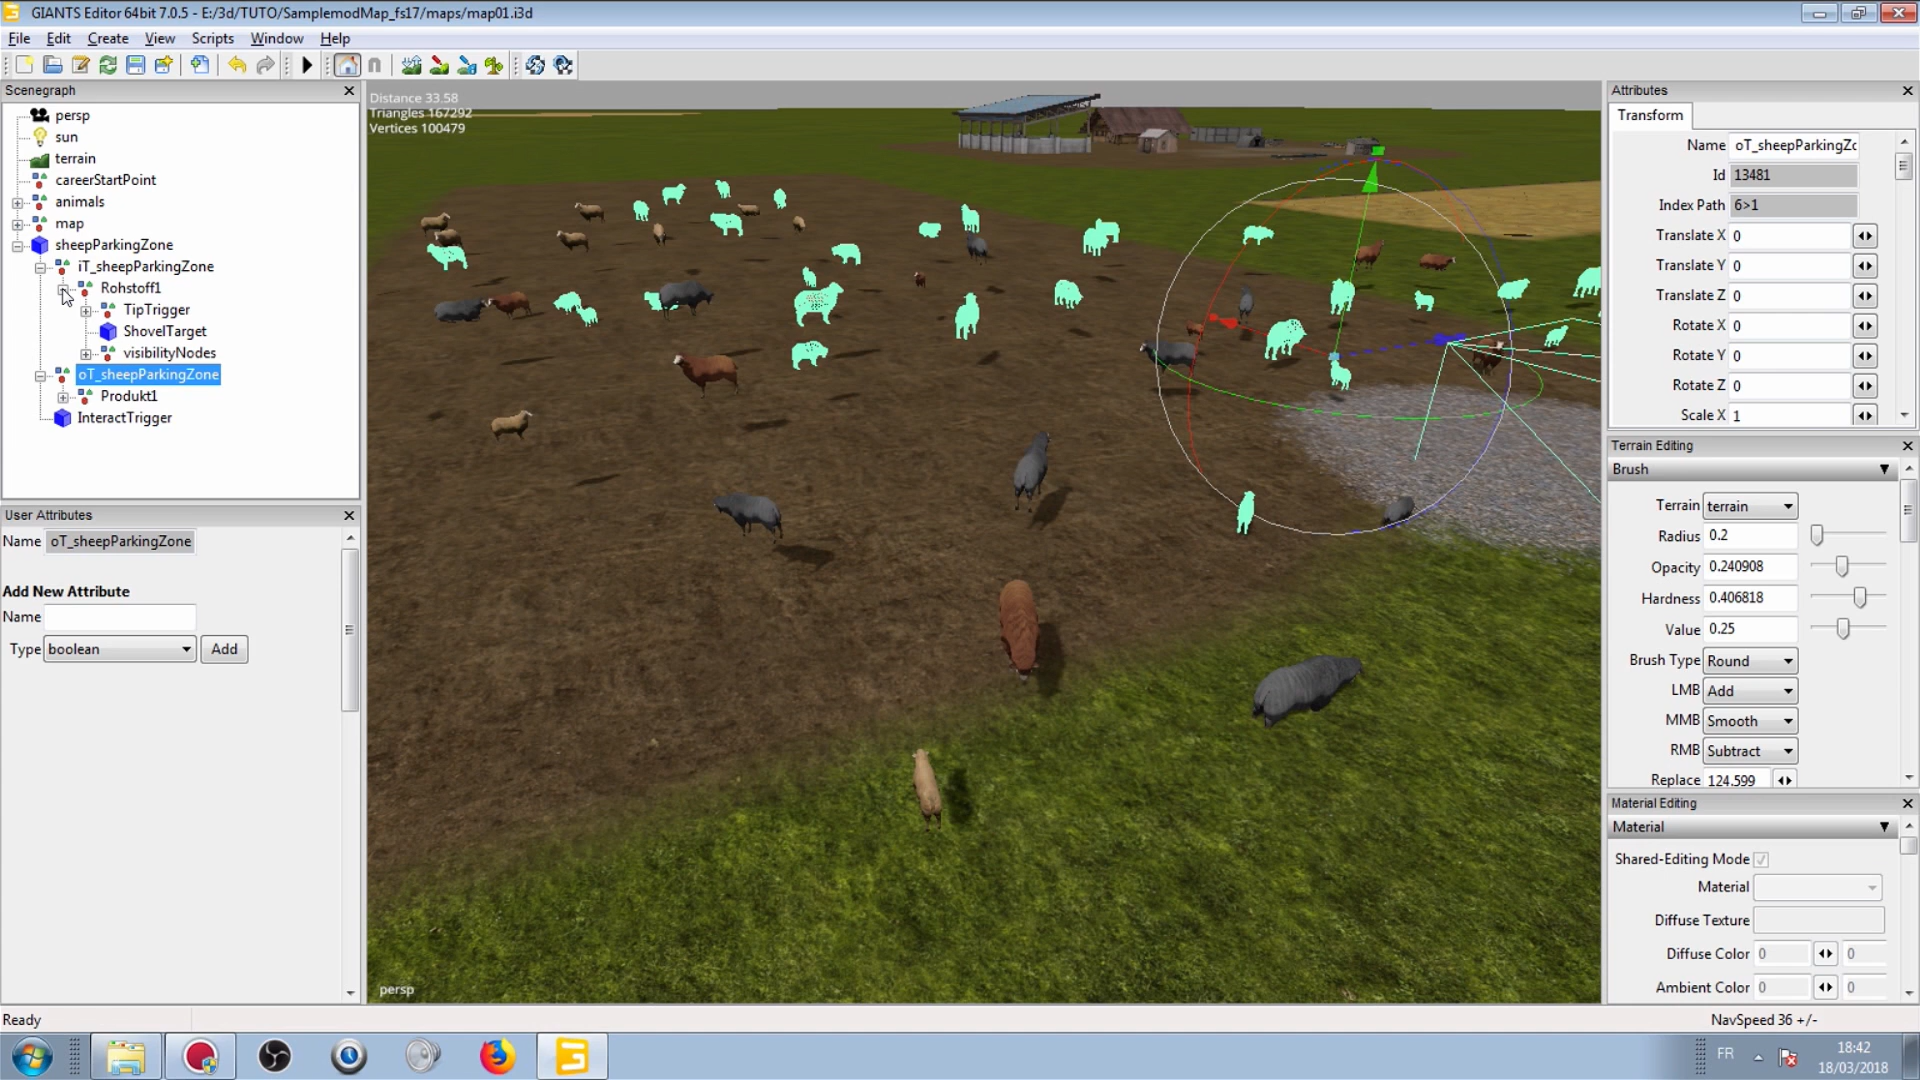 GIANTS Editor 64bit 7.0.5 - E:/3d/TUTO/SamplemodMap_fs17/maps/map01.i3d
File Edit Create View Scripts Window Help
Scenegraph
persp
sun
terrain
careerStartPoint
animals
map
sheepParkingZone
iT_sheepParkingZone
Rohstoff1
TipTrigger
ShovelTarget
visibilityNodes
oT_sheepParkingZone
Produkt1
InteractTrigger
User Attributes
Name oT_sheepParkingZone
Add New Attribute
Name
Type boolean Add
Distance 33.58
Triangles 167292
Vertices 100479
persp
Attributes
Transform
Name oT_sheepParkingZc
Id 13481
Index Path 6>1
Translate X 0
Translate Y 0
Translate Z 0
Rotate X 0
Rotate Y 0
Rotate Z 0
Scale X 1
Terrain Editing
Brush
Terrain terrain
Radius 0.2
Opacity 0.240908
Hardness 0.406818
Value 0.25
Brush Type Round
LMB Add
MMB Smooth
RMB Subtract
Replace 124.599
Material Editing
Material
Shared-Editing Mode
Material
Diffuse Texture
Diffuse Color 0 0
Ambient Color 0 0
Ready
NavSpeed 36 +/-
FR
18:42
18/03/2018